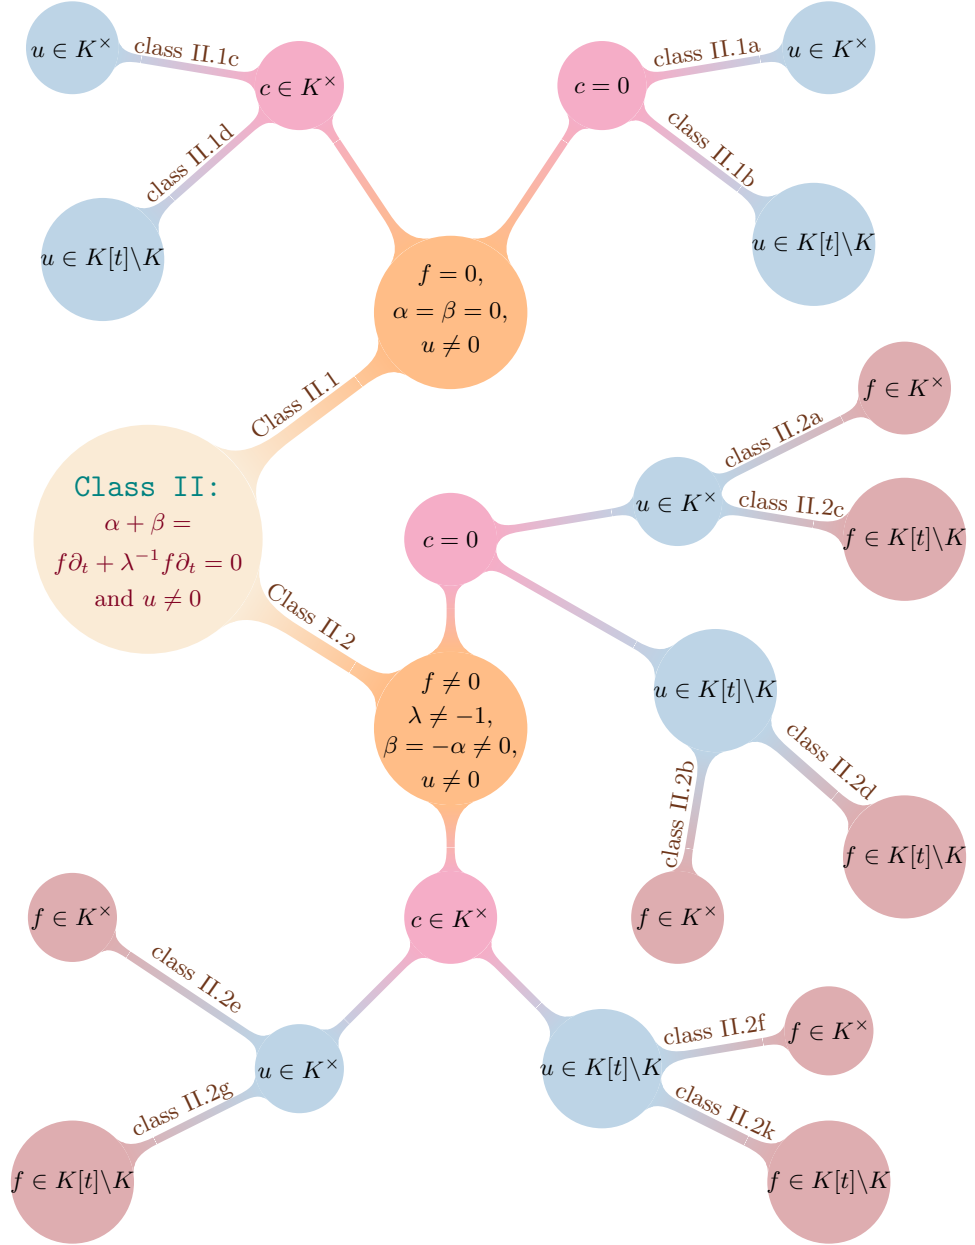 u ∈ K^×
class II.1c
c ∈ K^×
class II.1d
u ∈ K[t]\K
c = 0
class II.1a
u ∈ K^×
class II.1b
u ∈ K[t]\K
f = 0,
α = β = 0,
u ≠ 0
Class II.1
Class II:
α + β =
f∂_t + λ^{-1}f∂_t = 0
and u ≠ 0
Class II.2
f ≠ 0
λ ≠ −1,
β = −α ≠ 0,
u ≠ 0
c = 0
u ∈ K^×
class II.2a
f ∈ K^×
class II.2c
f ∈ K[t]\K
u ∈ K[t]\K
class II.2b
f ∈ K^×
class II.2d
f ∈ K[t]\K
c ∈ K^×
u ∈ K^×
class II.2e
f ∈ K^×
class II.2g
f ∈ K[t]\K
u ∈ K[t]\K
class II.2f
f ∈ K^×
class II.2k
f ∈ K[t]\K